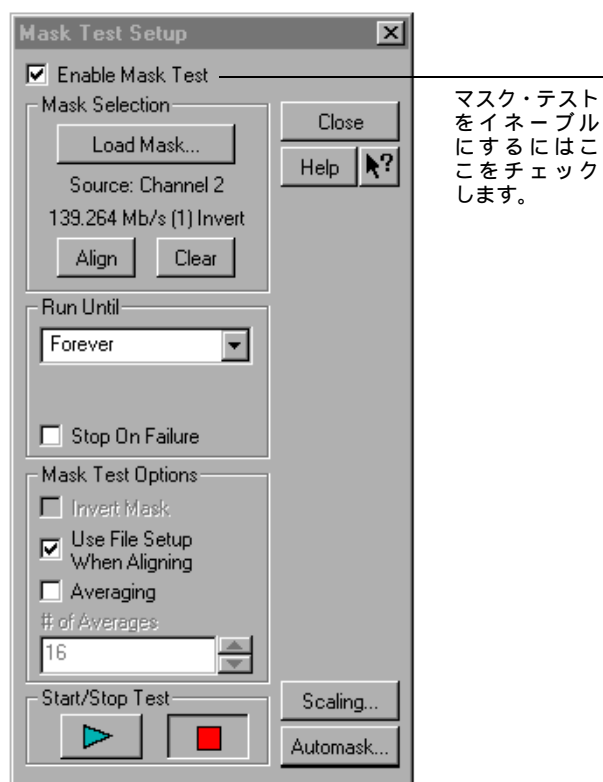 Mask Test Setup
Enable Mask Test
Mask Selection
Load Mask...
Source: Channel 2
139.264 Mb/s (1) Invert
Align
Clear
Run Until
Forever
Stop On Failure
Mask Test Options
Invert Mask
Use File Setup
When Aligning
Averaging
# of Averages
16
Start/Stop Test
Close
Help
?
Scaling...
Automask...
マスク・テスト
をイネーブル
にするにはこ
こをチェック
します。